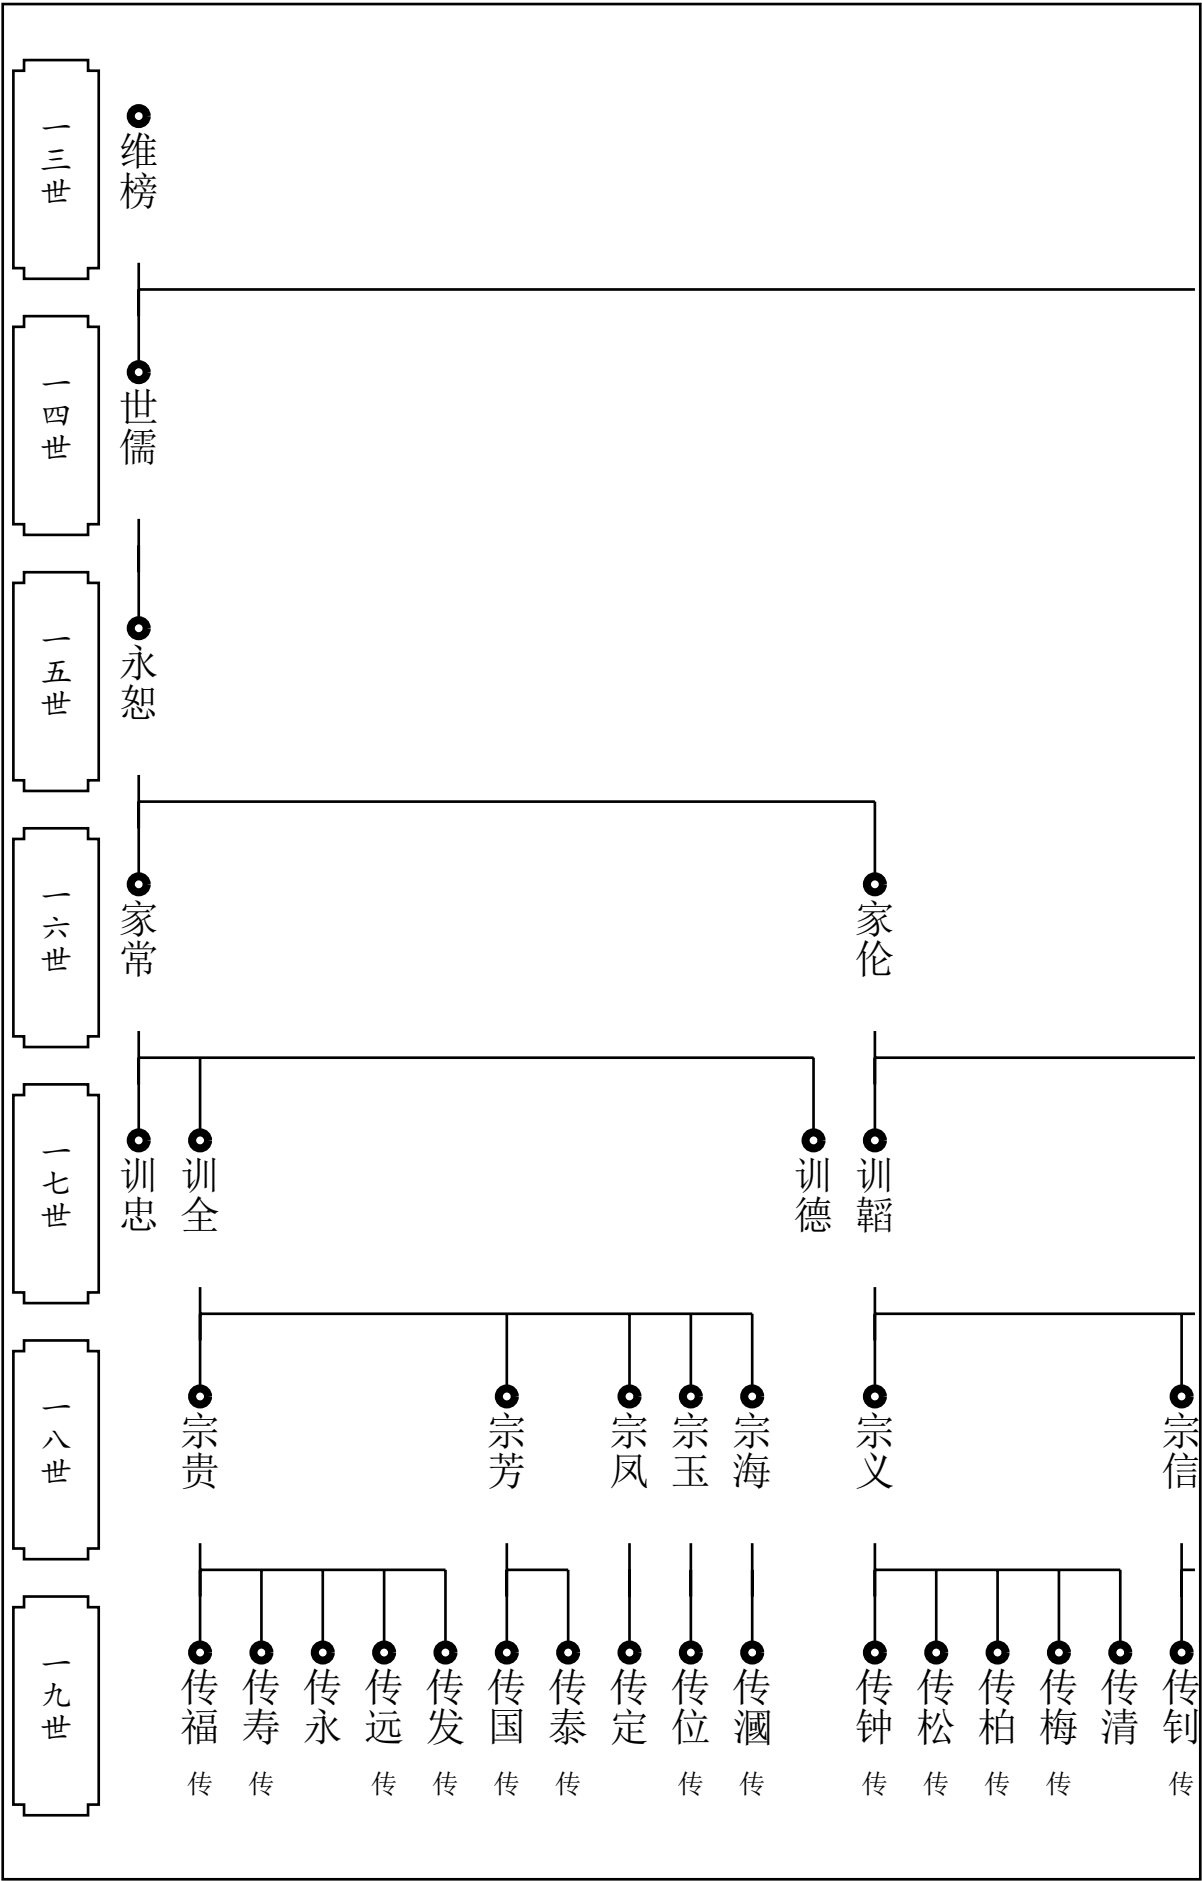 一三世
维榜
一四世
世儒
一五世
永恕
一六世
家常
家伦
一七世
训忠
训全
训德
训韬
一八世
宗贵
宗芳
宗凤
宗玉
宗海
宗义
宗信
一九世
传福
传寿
传永
传远
传发
传国
传泰
传定
传位
传漍
传钟
传松
传柏
传梅
传清
传钊
传
传
传
传
传
传
传
传
传
传
传
传
传